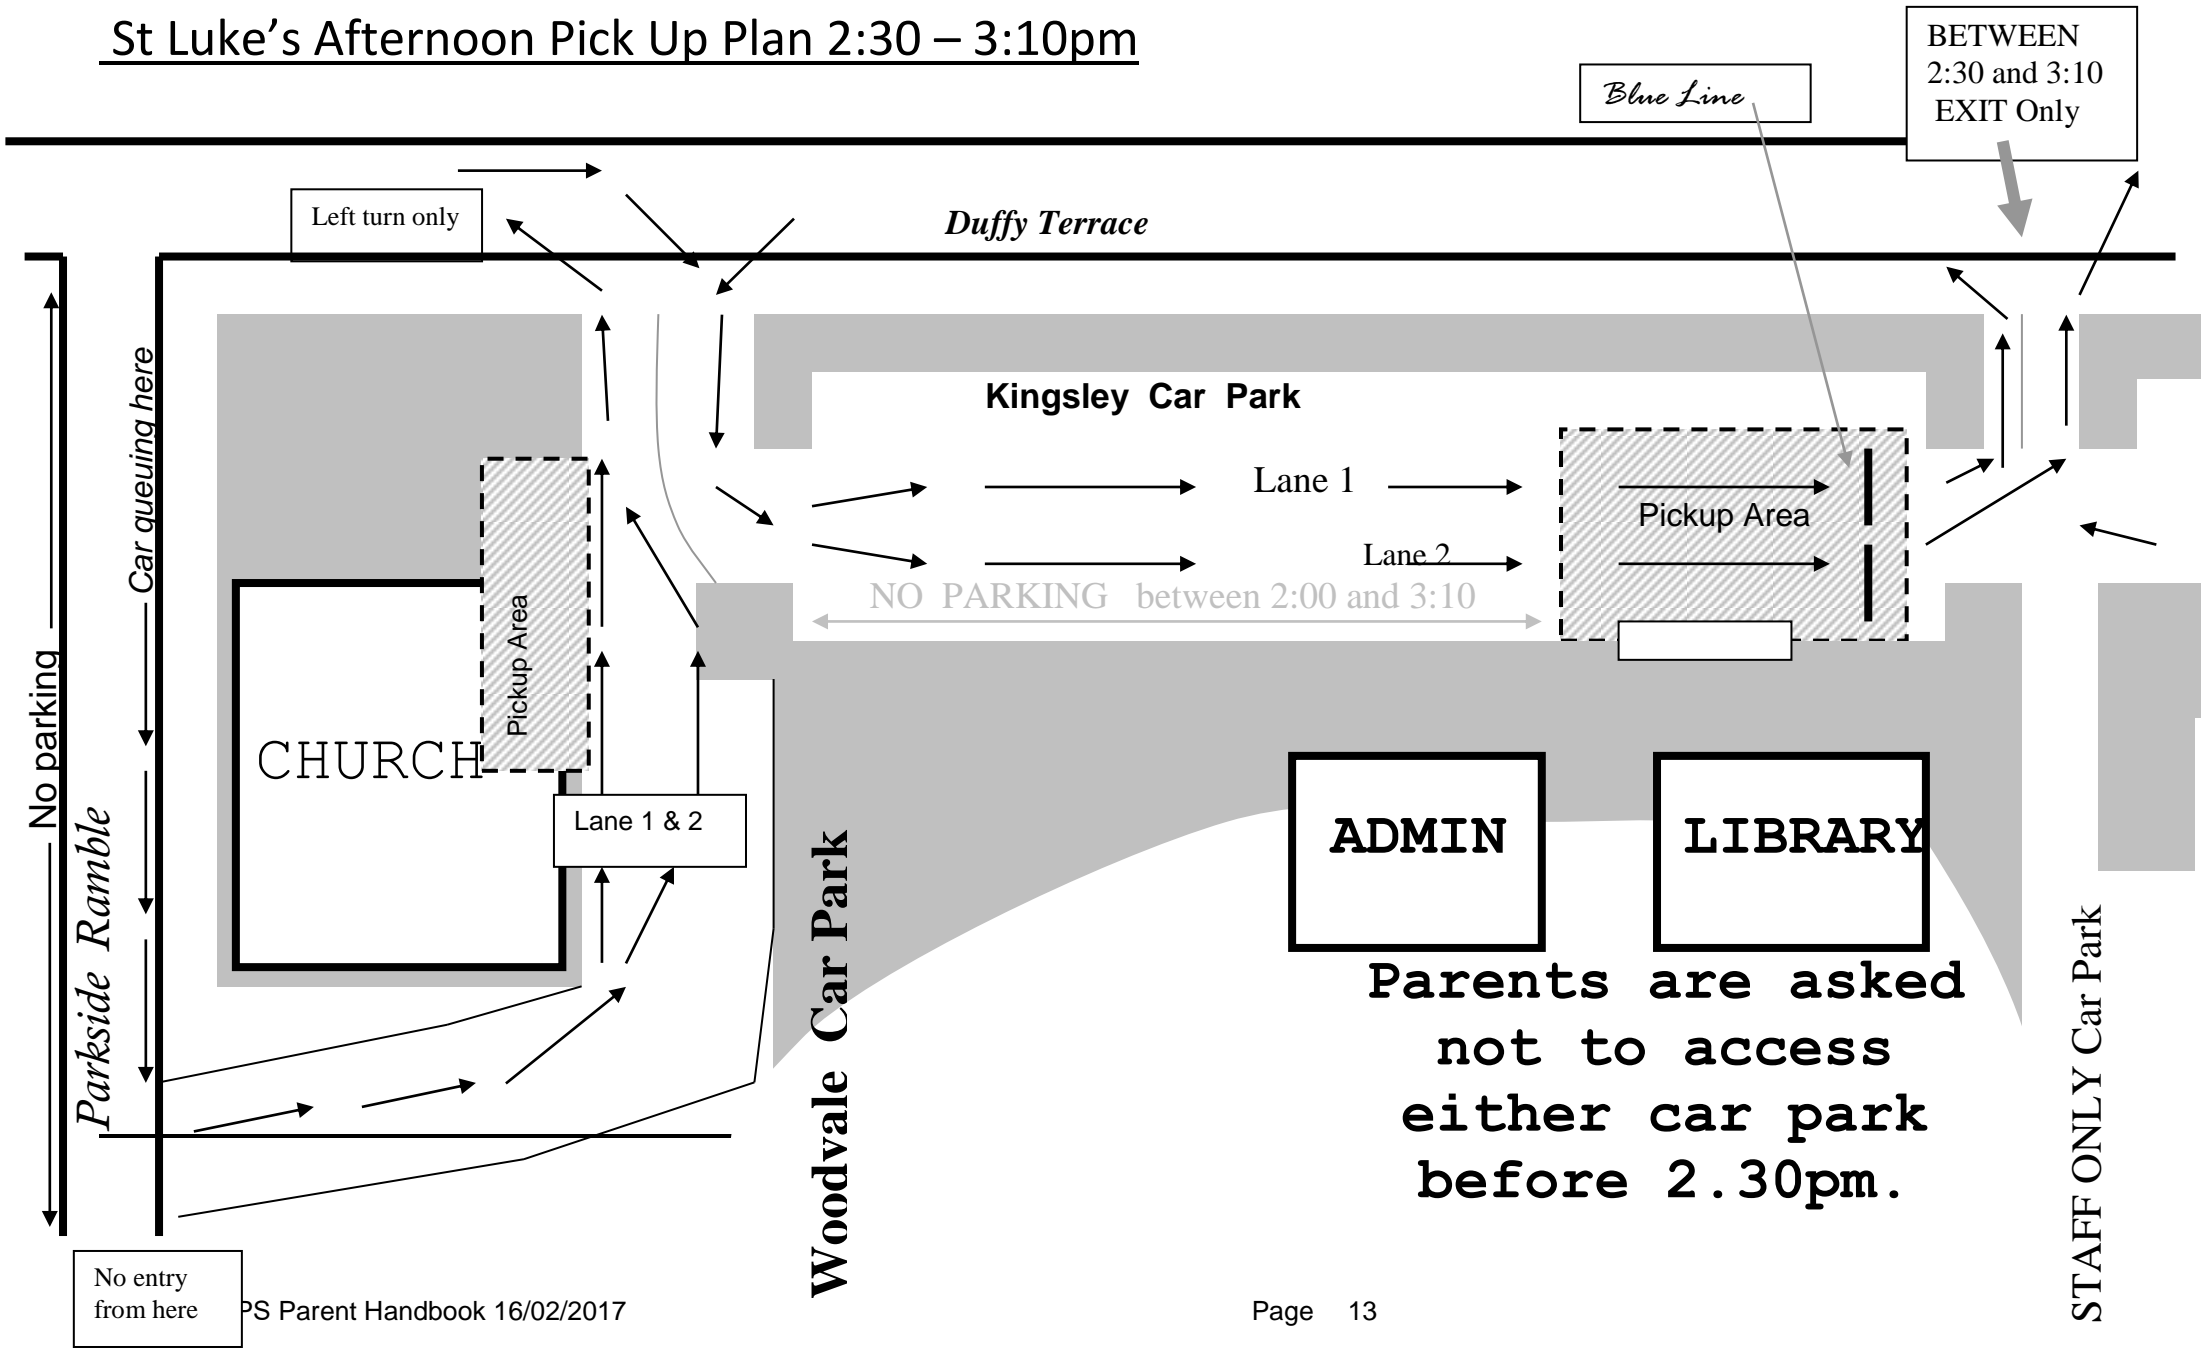 St Luke’s Afternoon Pick Up Plan 2:30 – 3:10pm
BETWEEN
2:30 and 3:10
EXIT Only
Blue Line
Left turn only
Duffy Terrace
Kingsley Car Park
Car queuing here
No parking
Parkside Ramble
Lane 1
Pickup Area
Lane 2
NO PARKING between 2:00 and 3:10
Pickup Area
CHURCH
Lane 1 & 2
Woodvale Car Park
ADMIN
LIBRARY
Parents are asked
not to access
either car park
before 2.30pm.
STAFF ONLY Car Park
No entry
from here
PS Parent Handbook 16/02/2017
Page 13